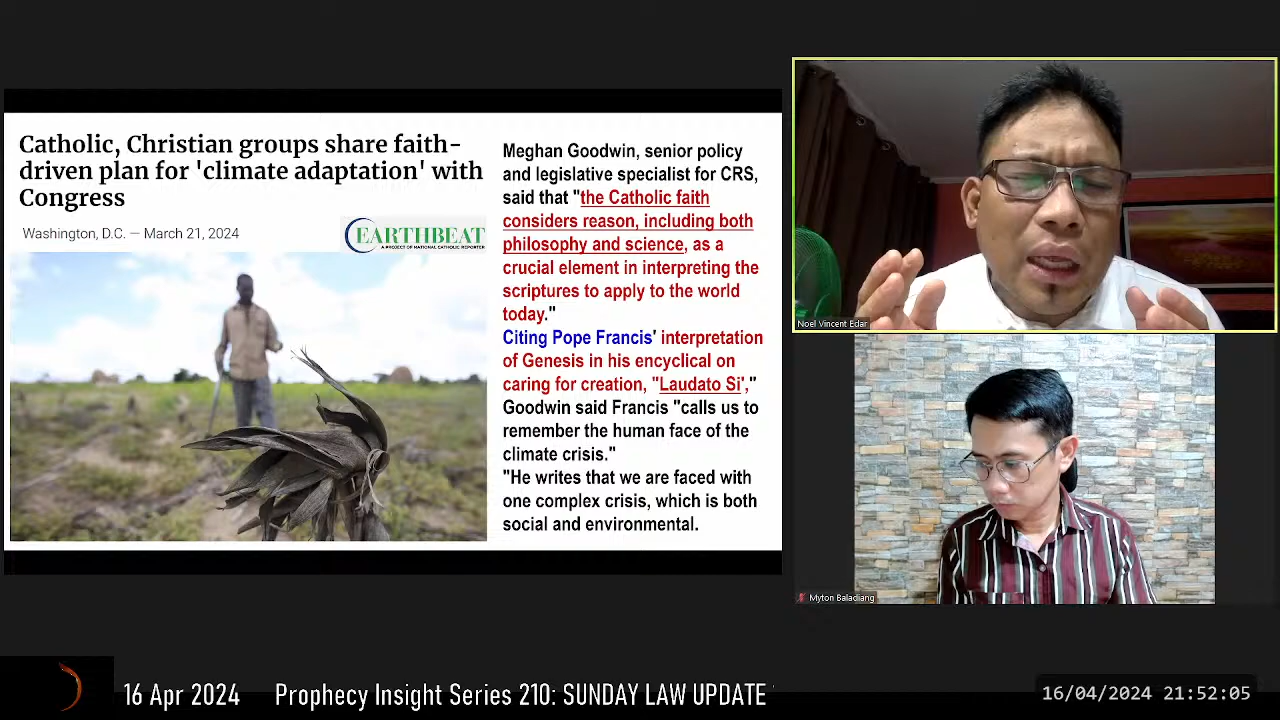 Catholic, Christian groups share faith-
driven plan for 'climate adaptation' with
Congress
Washington, D.C. — March 21, 2024
EARTHBEAT
A PROJECT OF NATIONAL CATHOLIC REPORTER
Meghan Goodwin, senior policy
and legislative specialist for CRS,
said that "the Catholic faith
considers reason, including both
philosophy and science, as a
crucial element in interpreting the
scriptures to apply to the world
today."
Citing Pope Francis' interpretation
of Genesis in his encyclical on
caring for creation, "Laudato Si',"
Goodwin said Francis "calls us to
remember the human face of the
climate crisis."
"He writes that we are faced with
one complex crisis, which is both
social and environmental.
Noel Vincent Edar
Myton Baladiang
16 Apr 2024 Prophecy Insight Series 210: SUNDAY LAW UPDATE
16/04/2024 21:52:05